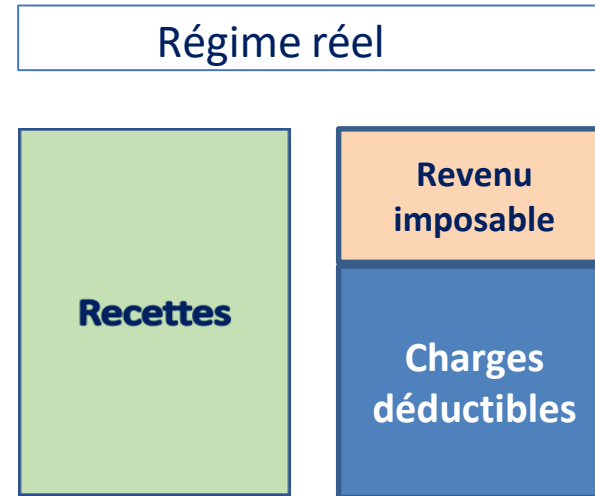 Régime réel
Recettes
Revenu
imposable
Charges
déductibles